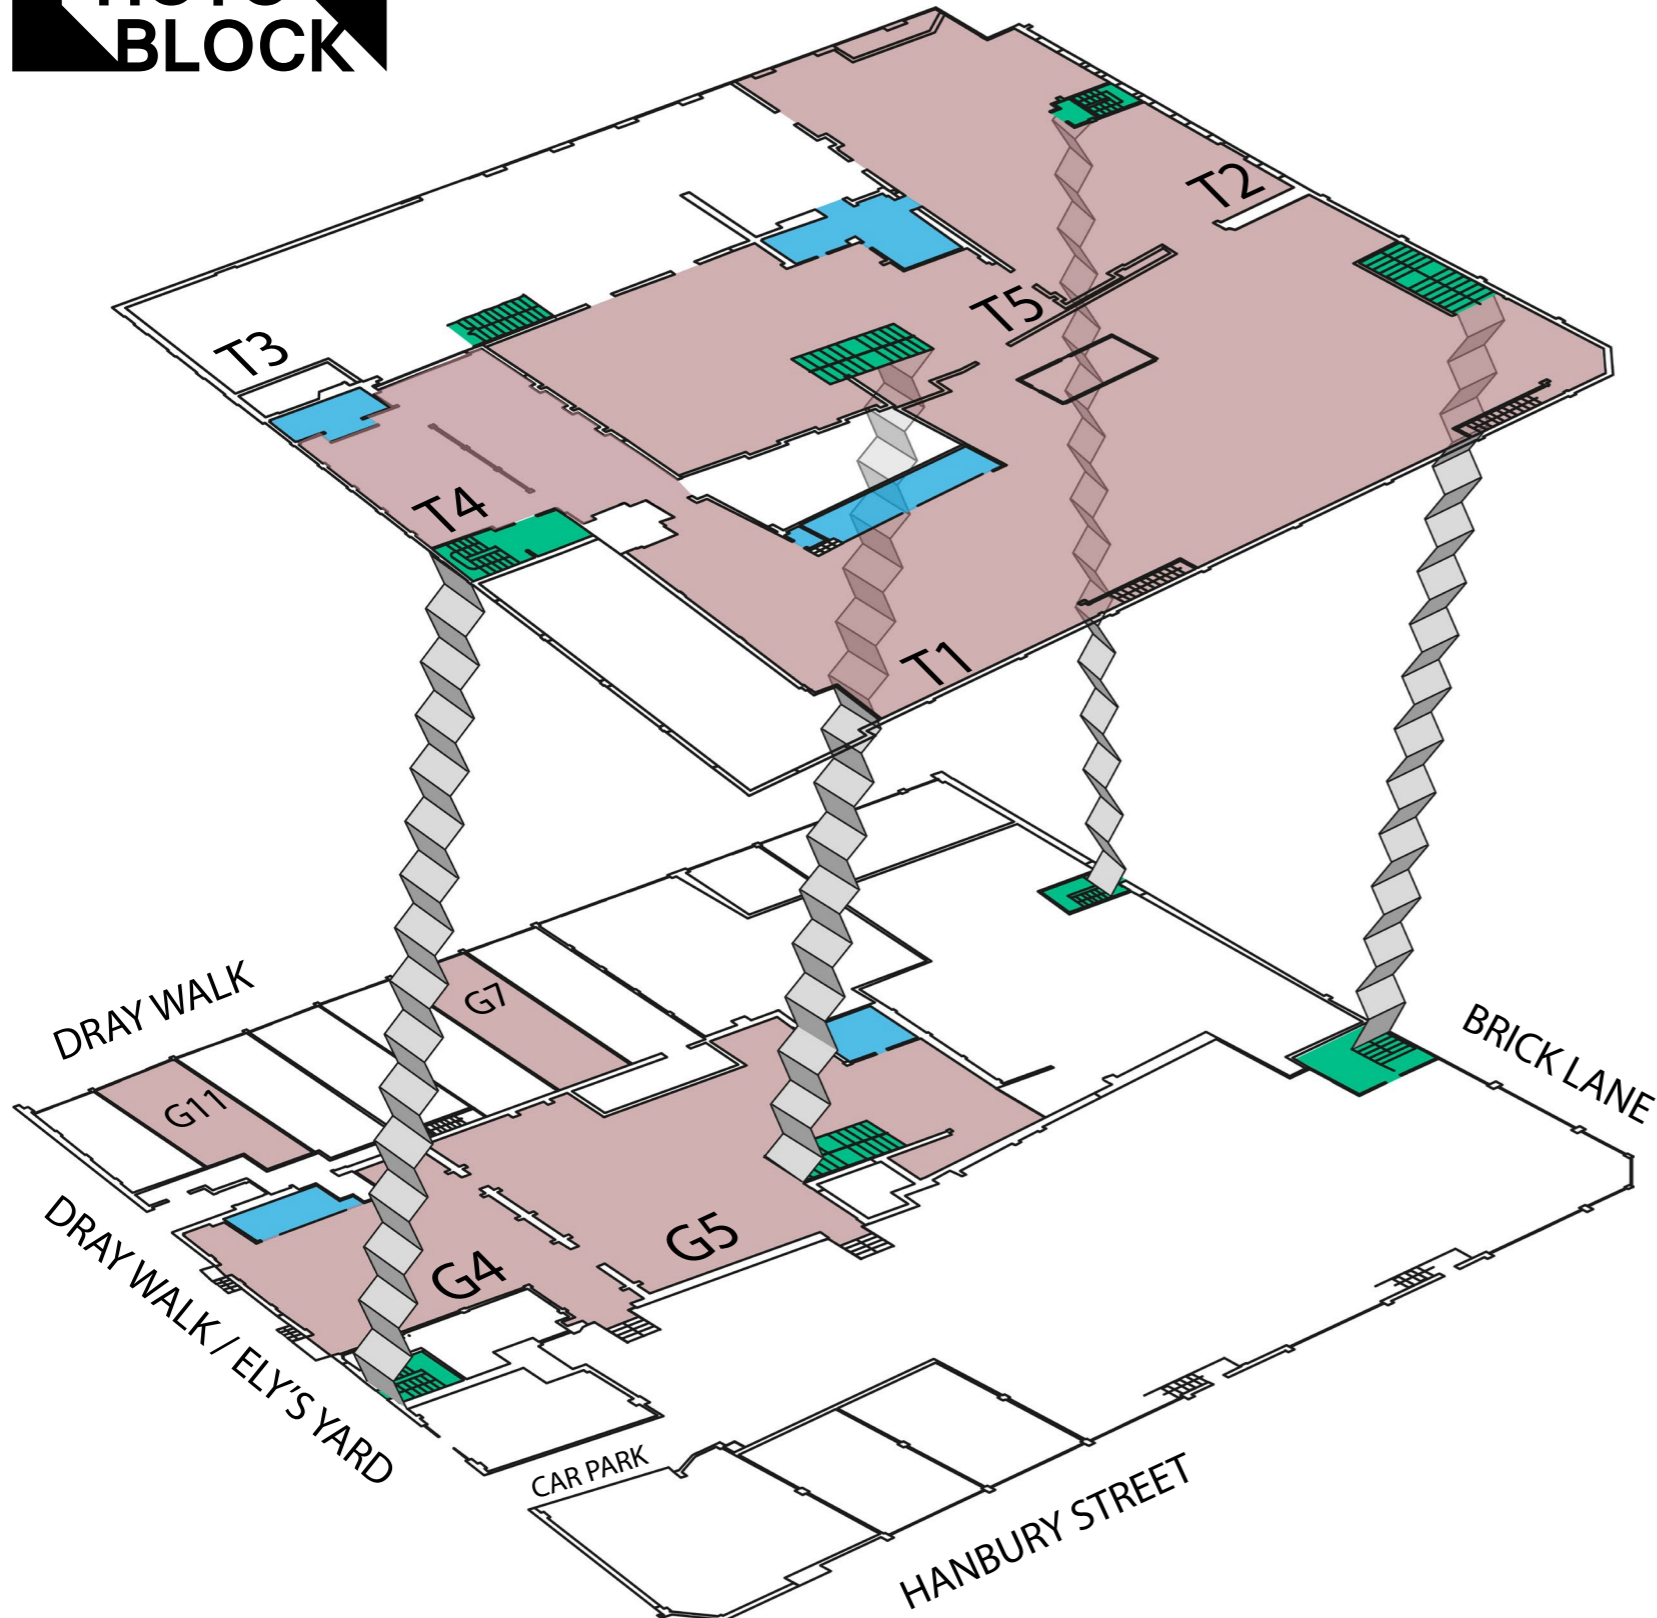 BLOCK
T2
T5
T3
T4
T1
DRAY WALK
G7
BRICK LANE
G11
G5
G4
DRAY WALK / ELY'S YARD
CAR PARK
HANBURY STREET